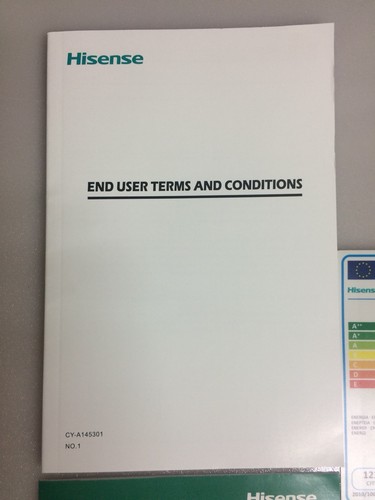 Hisense
END USER TERMS AND CONDITIONS
CY-A145301
NO.1
Hisense
A++
A+
A
B
C
D
E
Hisense